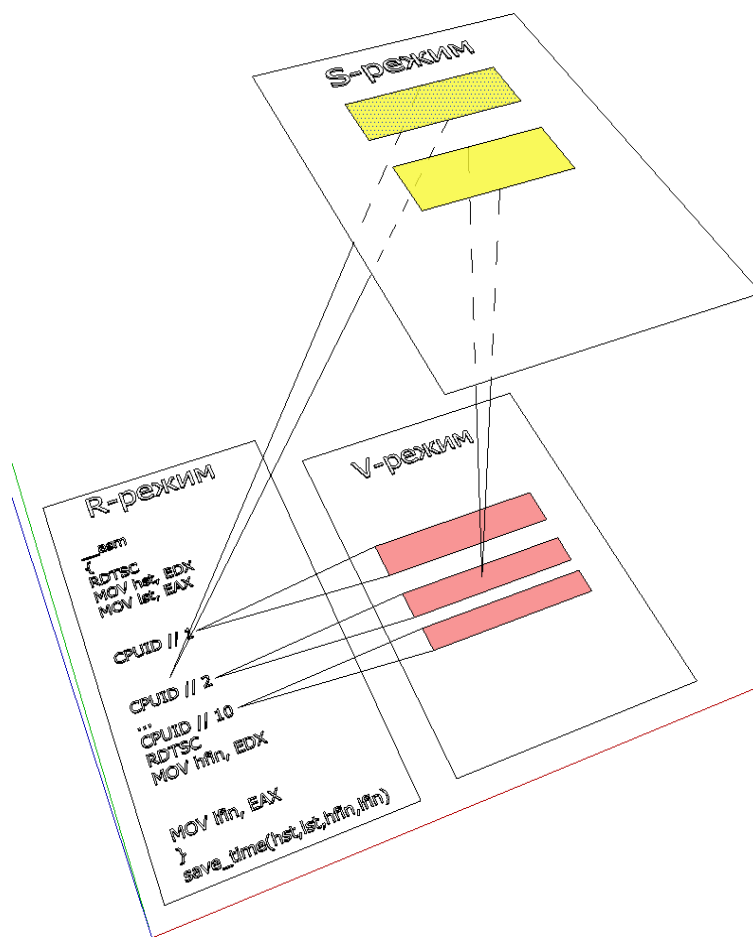 S-режим
V-режим
R-режим
__asm
{
RDTSC
MOV hst, EDX
MOV lst, EAX
CPUID // 1
CPUID // 2
...
CPUID // 10
RDTSC
MOV hfin, EDX
MOV lfin, EAX
}
save_time(hst,lst,hfin,lfin)